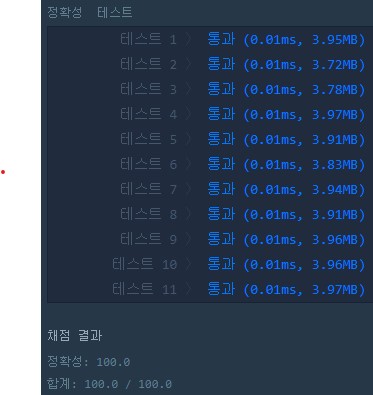 정확성 테스트
테스트 1 〉 통과 (0.01ms, 3.95MB)
테스트 2 〉 통과 (0.01ms, 3.72MB)
테스트 3 〉 통과 (0.01ms, 3.78MB)
테스트 4 〉 통과 (0.01ms, 3.97MB)
테스트 5 〉 통과 (0.01ms, 3.91MB)
테스트 6 〉 통과 (0.01ms, 3.83MB)
테스트 7 〉 통과 (0.01ms, 3.94MB)
테스트 8 〉 통과 (0.01ms, 3.91MB)
테스트 9 〉 통과 (0.01ms, 3.96MB)
테스트 10 〉 통과 (0.01ms, 3.96MB)
테스트 11 〉 통과 (0.01ms, 3.97MB)
채점 결과
정확성: 100.0
합계: 100.0 / 100.0